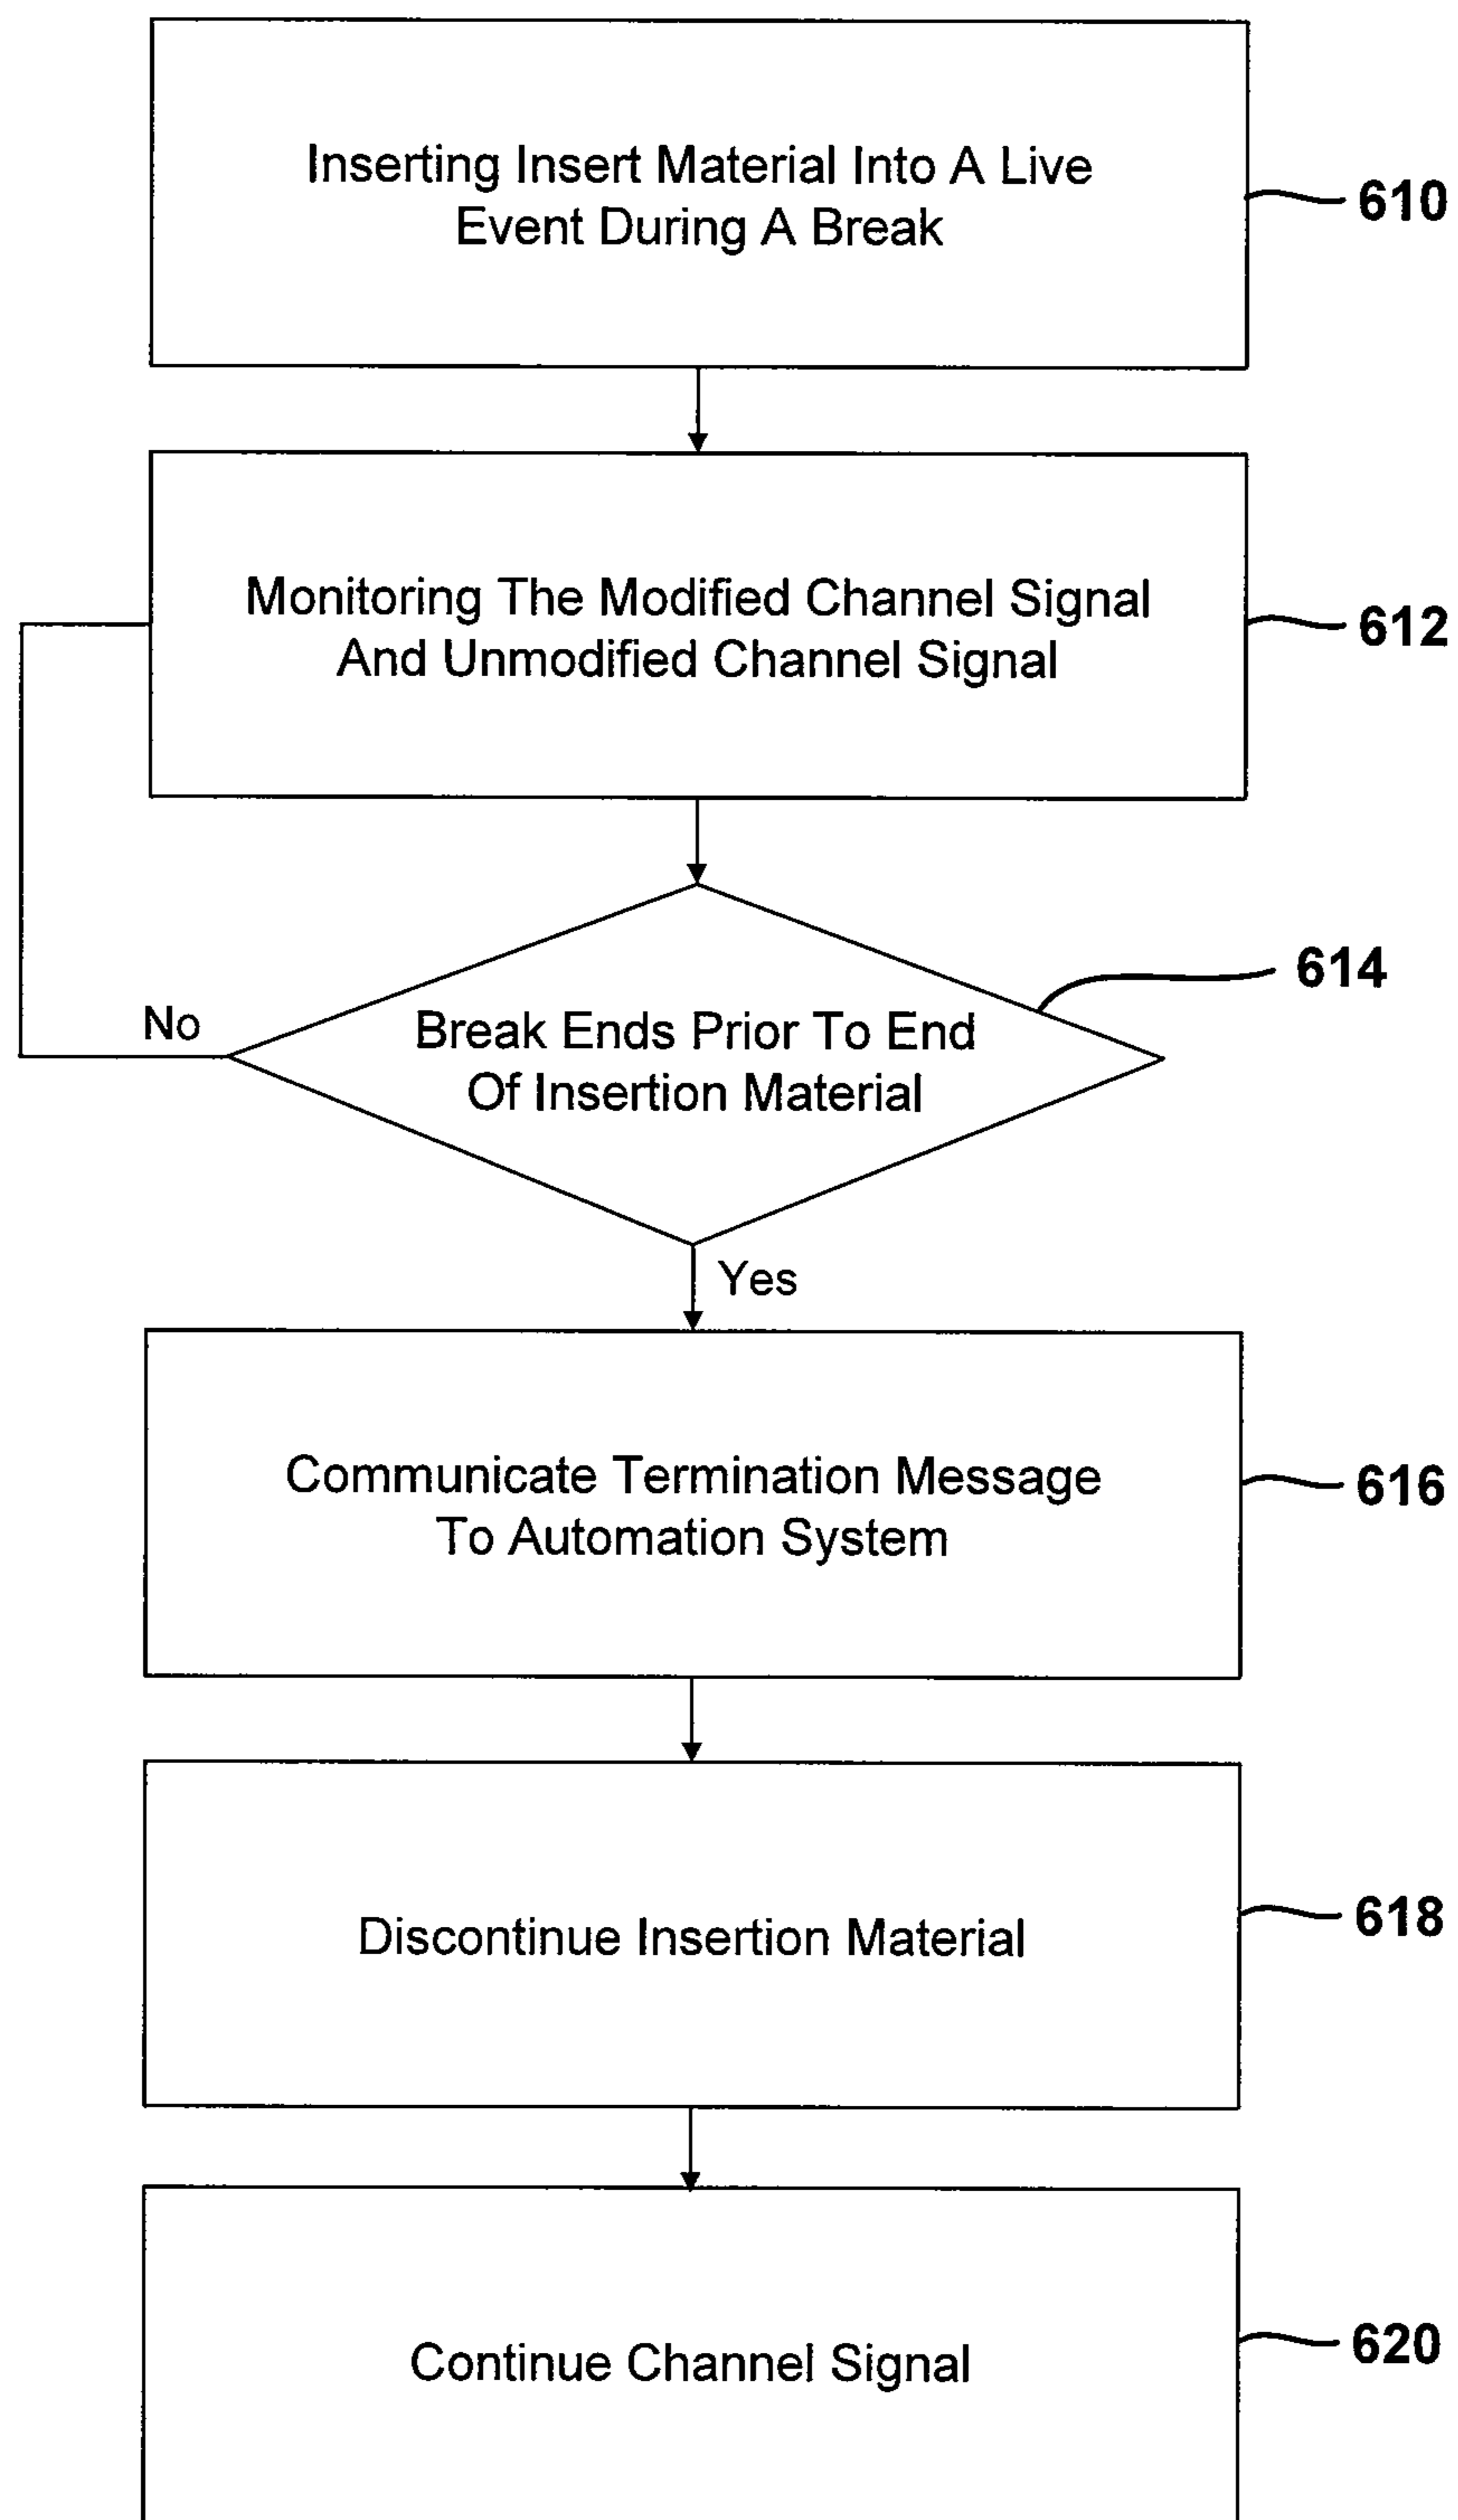 Inserting Insert Material Into A Live
Event During A Break
610
Monitoring The Modified Channel Signal
And Unmodified Channel Signal
612
614
No
Break Ends Prior To End
Of Insertion Material
Yes
Communicate Termination Message
To Automation System
616
Discontinue Insertion Material
618
Continue Channel Signal
620